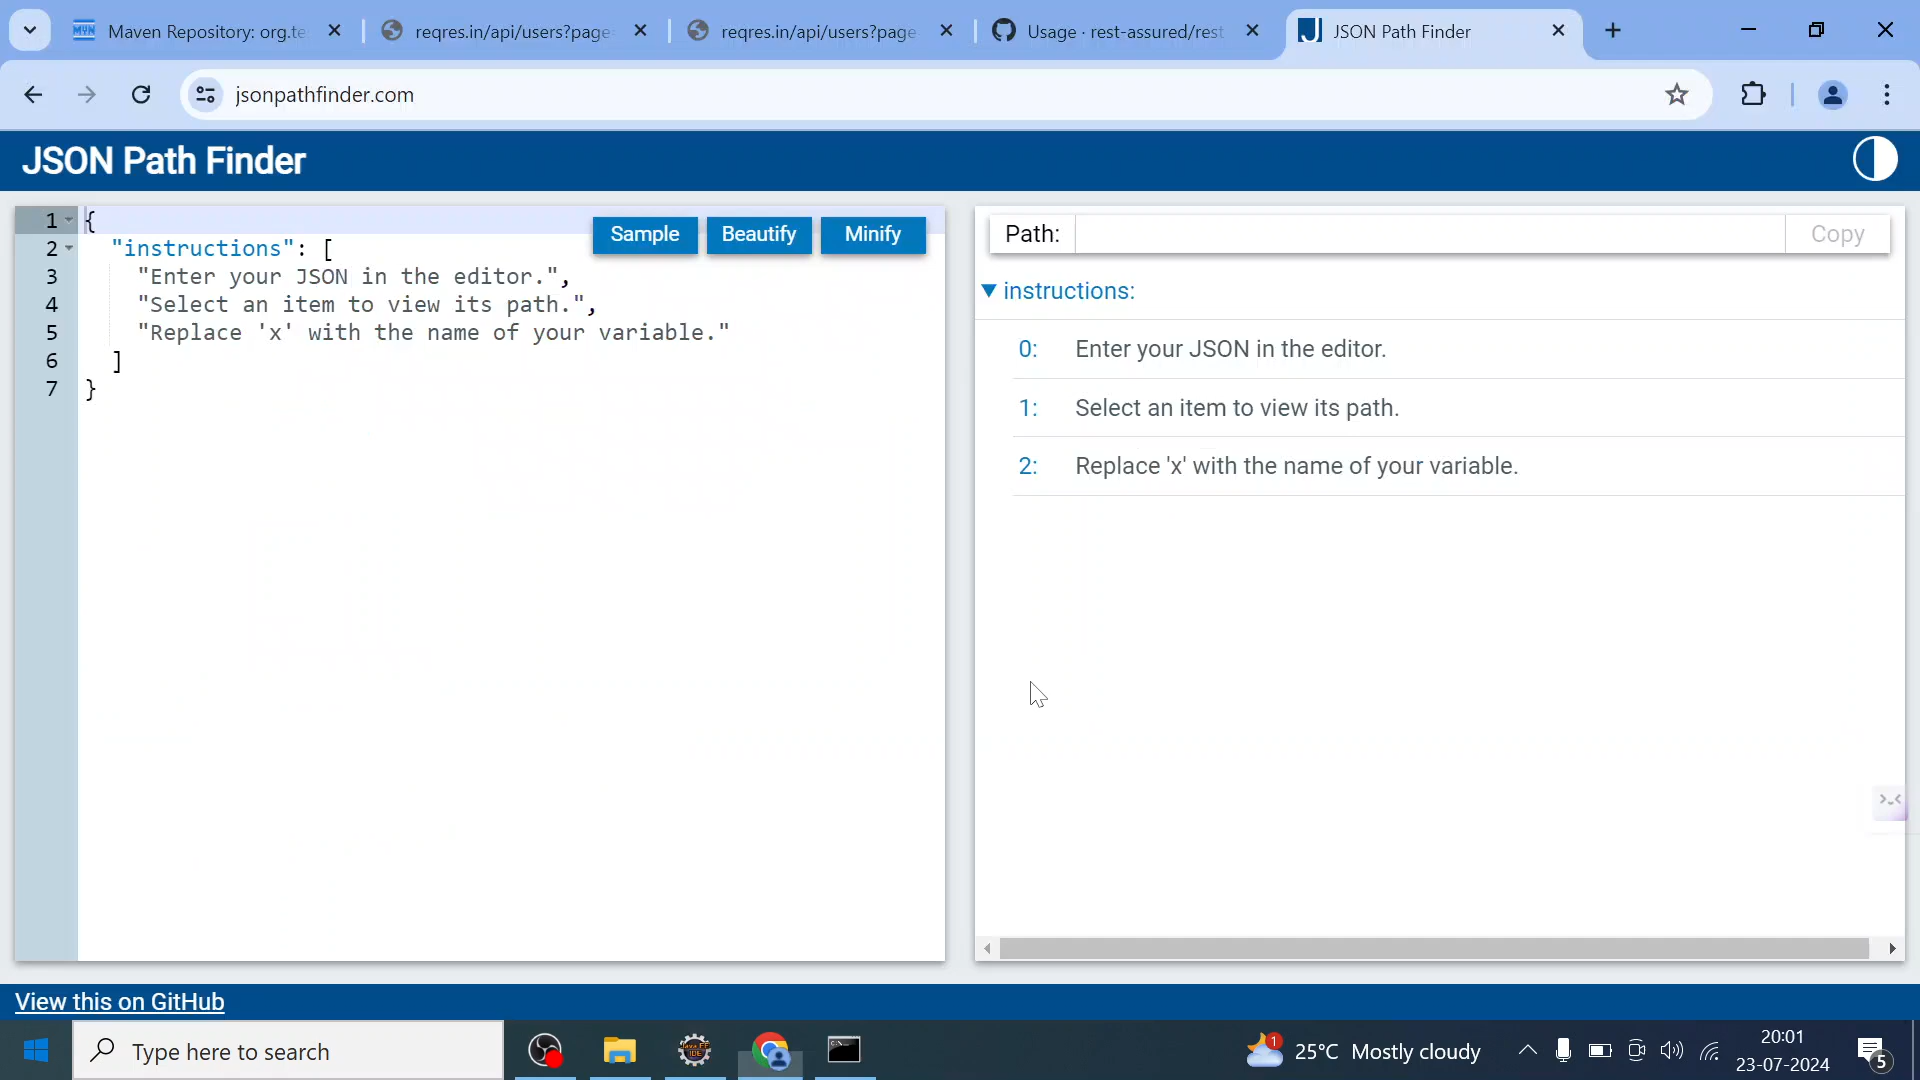 Maven Repository: org.te
reqres.in/api/users?page
reqres.in/api/users?page
Usage · rest-assured/rest
JSON Path Finder
jsonpathfinder.com
JSON Path Finder
1 {
2 "instructions": [
3 "Enter your JSON in the editor.",
4 "Select an item to view its path.",
5 "Replace 'x' with the name of your variable."
6 ]
7 }
Sample
Beautify
Minify
Path:
Copy
instructions:
0: Enter your JSON in the editor.
1: Select an item to view its path.
2: Replace 'x' with the name of your variable.
View this on GitHub
Type here to search
1
25°C Mostly cloudy
20:01
23-07-2024
5